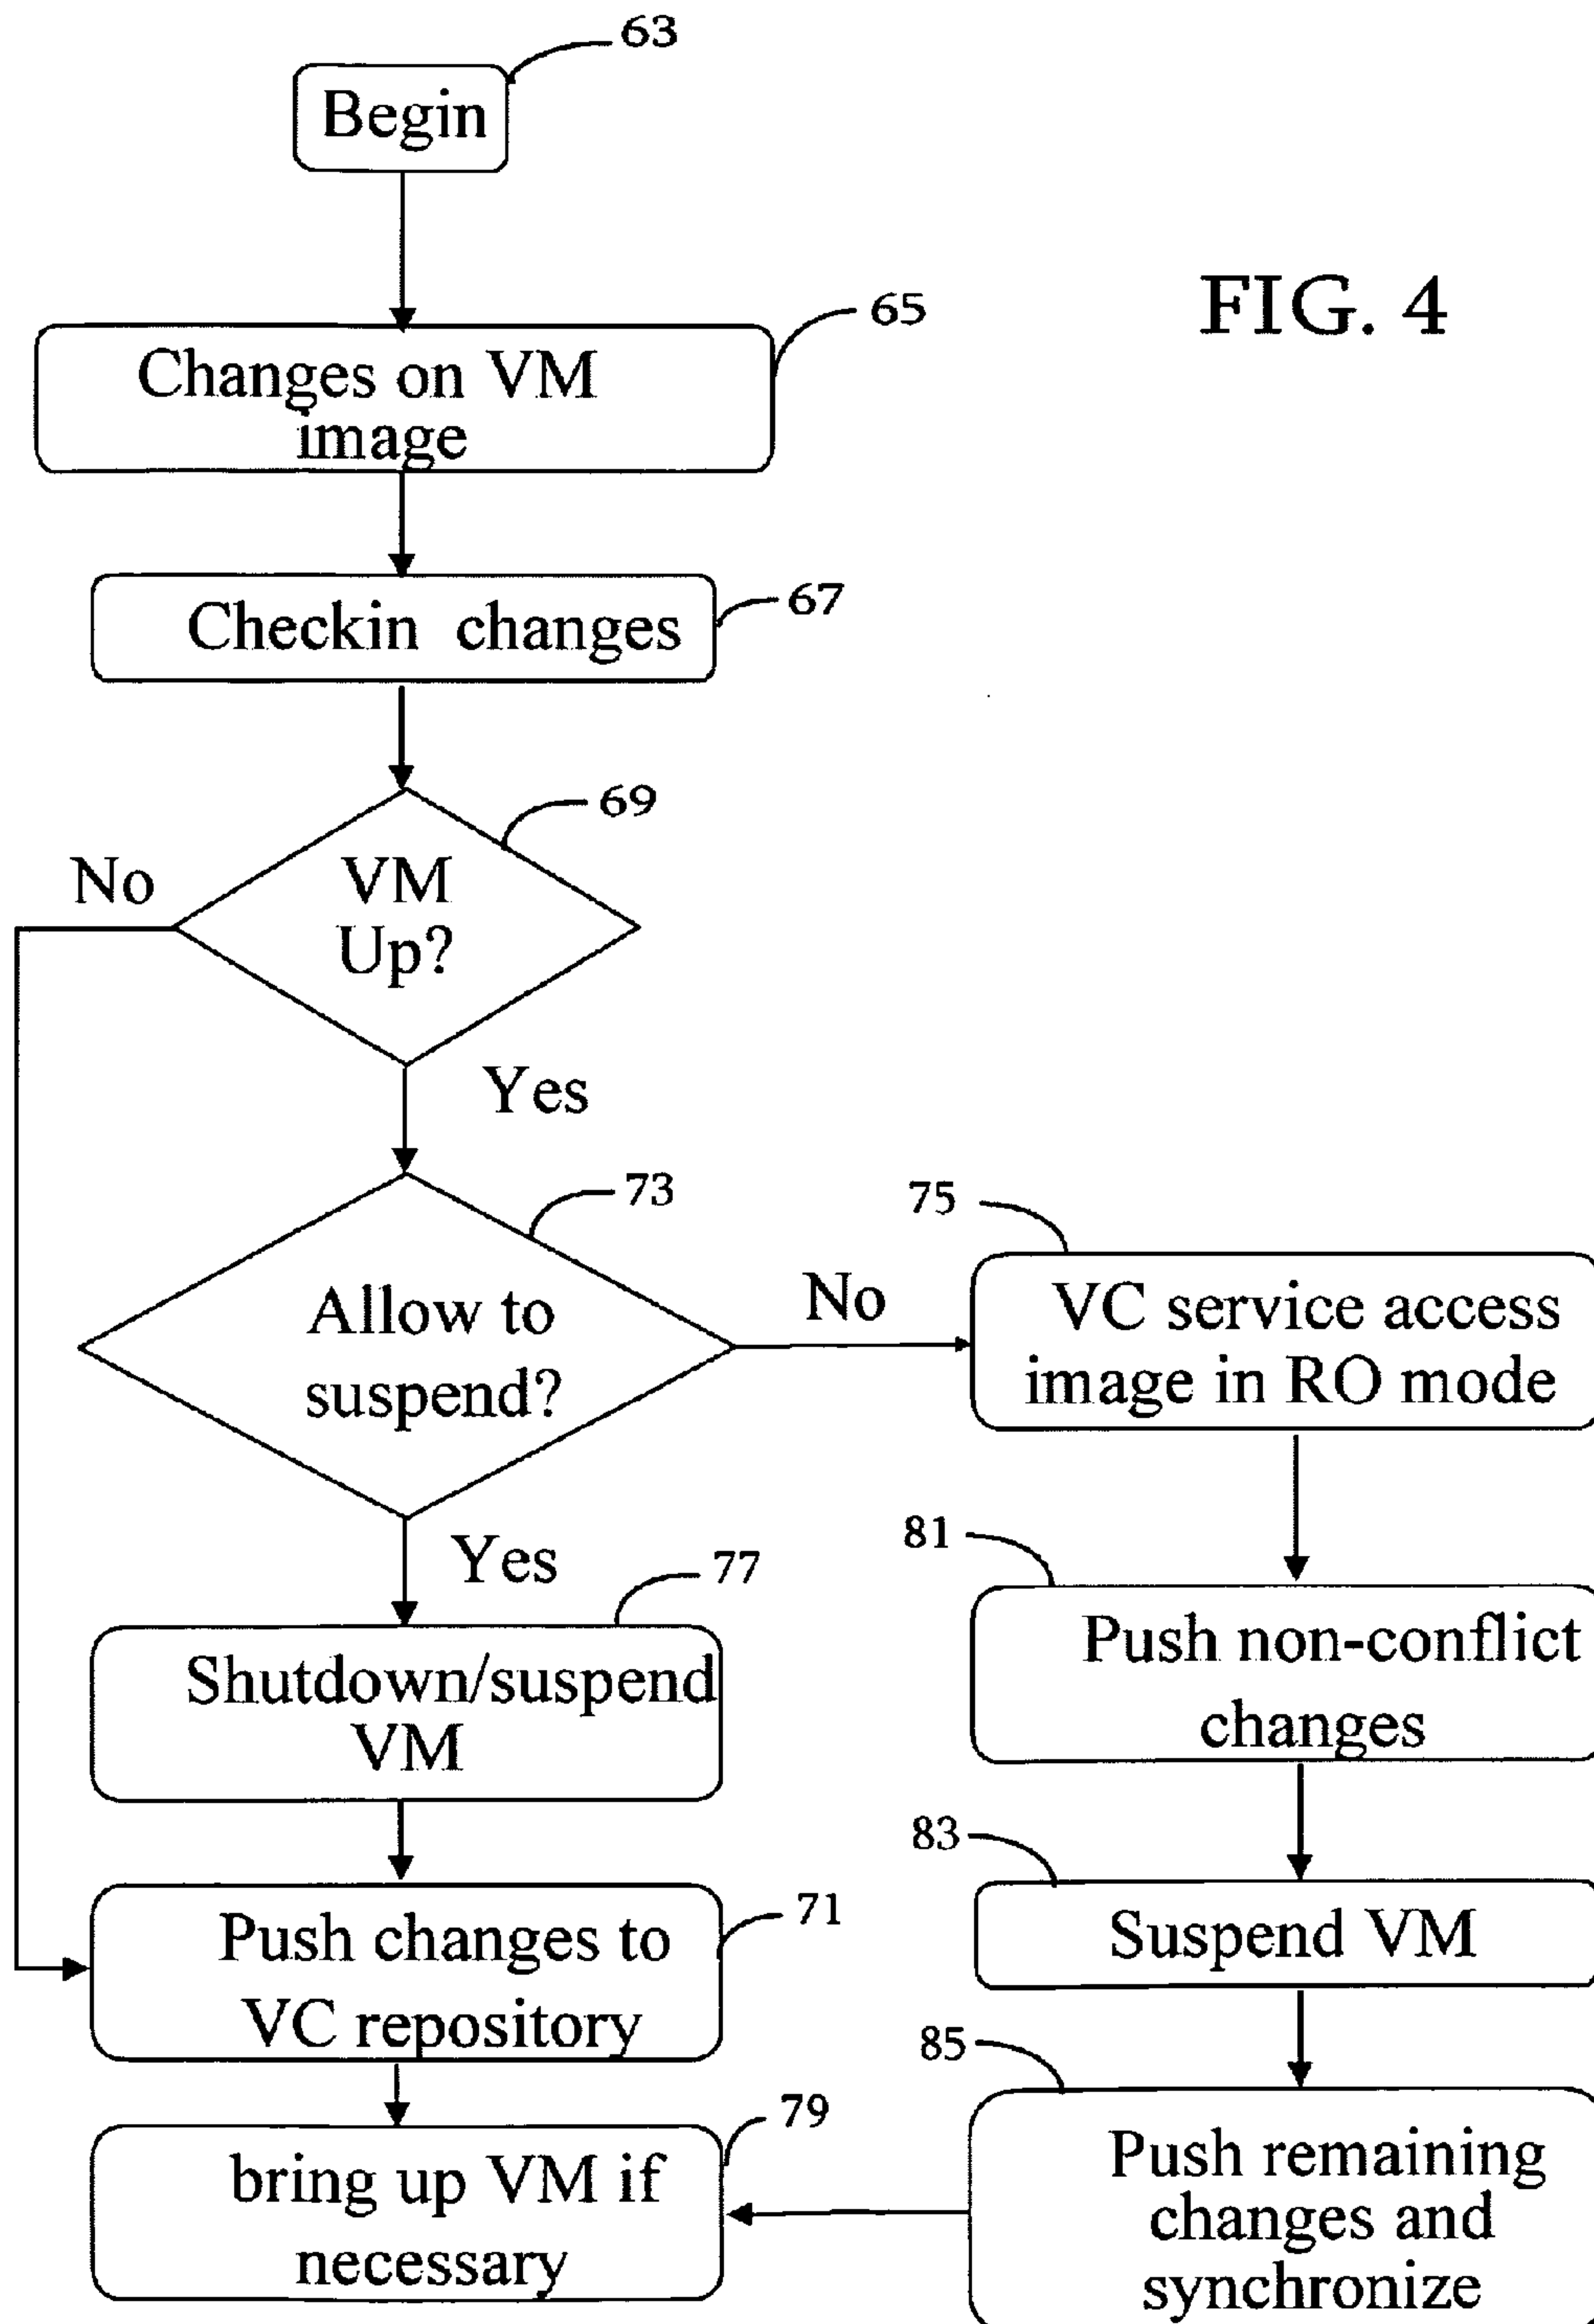 63
Begin
FIG. 4
65
Changes on VM
image
67
Checkin changes
69
No
VM
Up?
Yes
73
75
Allow to
suspend?
No
VC service access
image in RO mode
Yes
77
81
Shutdown/suspend
VM
Push non-conflict
changes
83
71
Push changes to
VC repository
Suspend VM
85
79
bring up VM if
necessary
Push remaining
changes and
synchronize